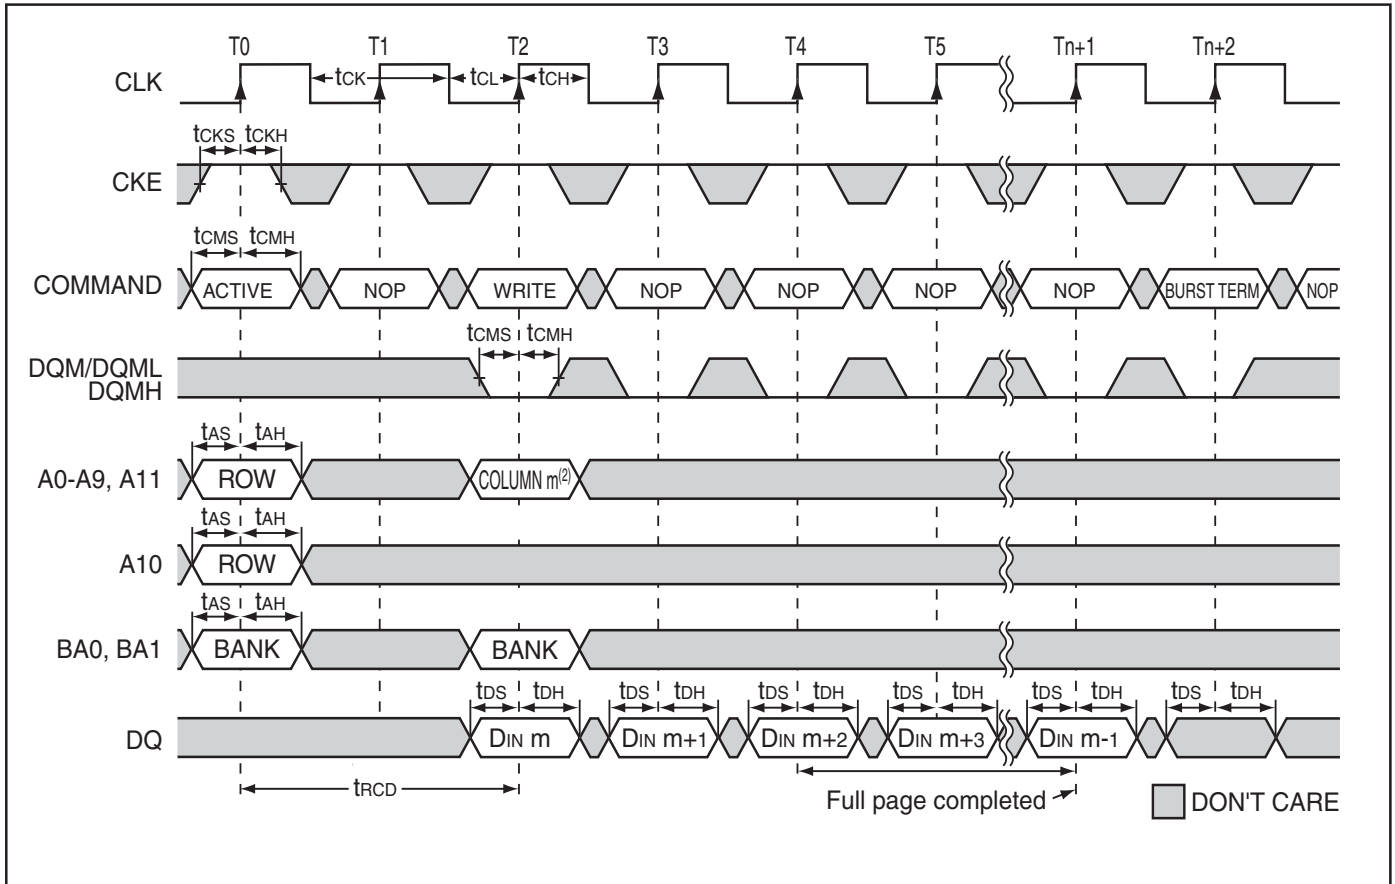 T0 T1 T2 T3 T4 T5 Tn+1 Tn+2
CLK tCK tCL tCH
tCKS tCKH
CKE
tCMS tCMH
COMMAND ACTIVE NOP WRITE NOP NOP NOP NOP BURST TERM NOP
tCMS tCMH
DQM/DQML
DQMH
tAS tAH
A0-A9, A11 ROW COLUMN m(2)
tAS tAH
A10 ROW
tAS tAH
BA0, BA1 BANK BANK
tDS tDH tDS tDH tDS tDH tDS tDH tDS tDH tDS tDH
DQ DIN m DIN m+1 DIN m+2 DIN m+3 DIN m-1
tRCD
Full page completed
DON'T CARE